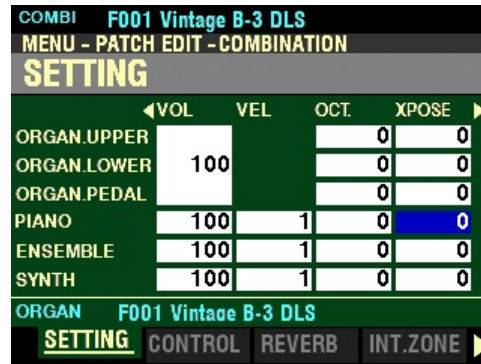 COMBI F001 Vintage B-3 DLS
MENU - PATCH EDIT - COMBINATION
SETTING
VOL VEL OCT. XPOSE
ORGAN.UPPER 0 0
ORGAN.LOWER 100 0 0
ORGAN.PEDAL 0 0
PIANO 100 1 0 0
ENSEMBLE 100 1 0 0
SYNTH 100 1 0 0
ORGAN F001 Vintage B-3 DLS
SETTING CONTROL REVERB INT.ZONE